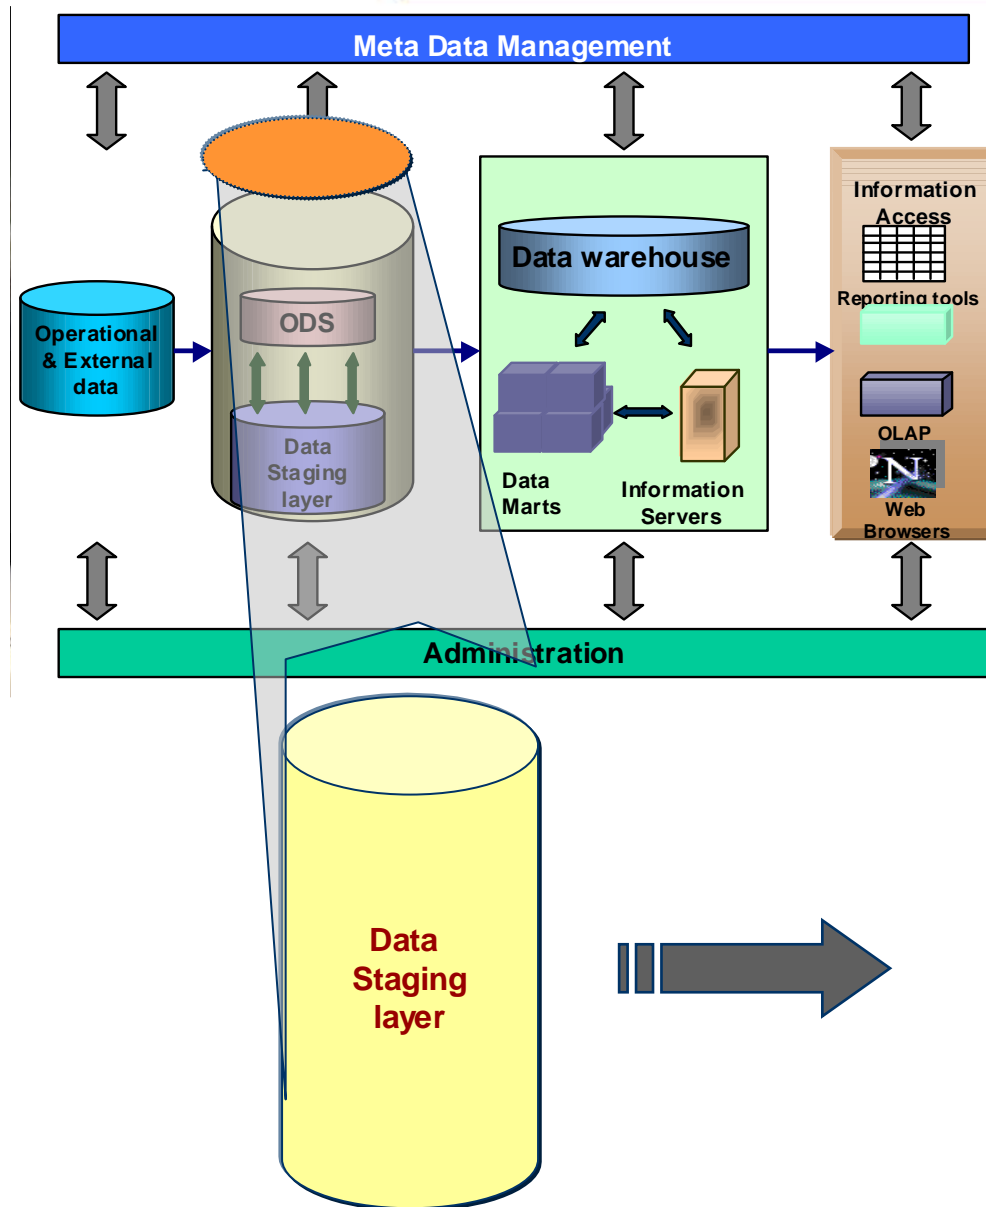 Meta Data Management
Operational
& External
data
ODS
Data
Staging
layer
Data warehouse
Data
Marts
Information
Servers
Information
Access
Reporting tools
OLAP
N
Web
Browsers
Administration
Data
Staging
layer